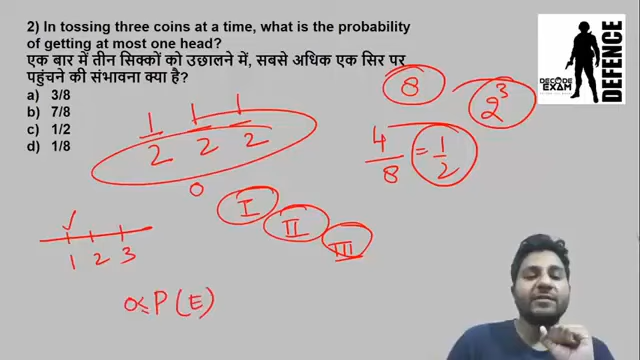 2) In tossing three coins at a time, what is the probability
of getting at most one head?
एक बार में तीन सिक्कों को उछालने में, सबसे अधिक एक सिर पर
पहुंचने की संभावना क्या है?
a) 3/8
b) 7/8
c) 1/2
d) 1/8
DECODE EXAM
DEFENCE
8
2³
1/2 1/2 1/2
4/8 = 1/2
0
I
II
III
1 2 3
0 ≤ P(E)